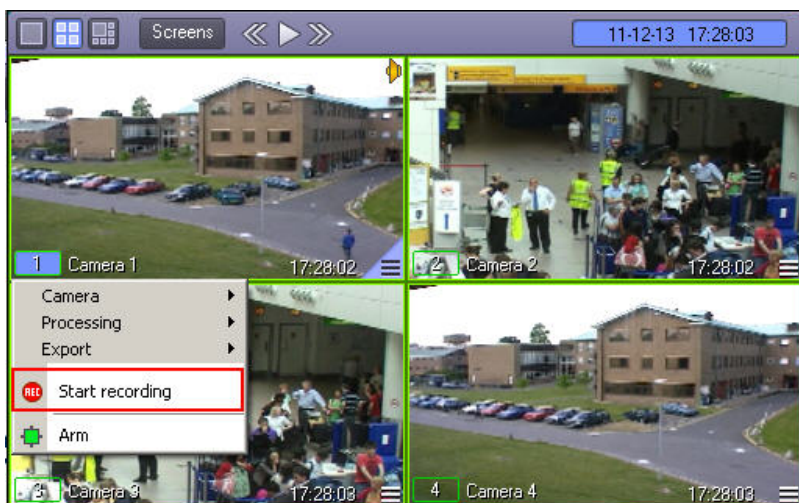 Screens
11-12-13 17:28:03
1 Camera 1 17:28:02
2 Camera 2 17:28:02
Camera
Processing
Export
REC Start recording
Arm
3 Camera 3 17:28:03
4 Camera 4 17:28:03